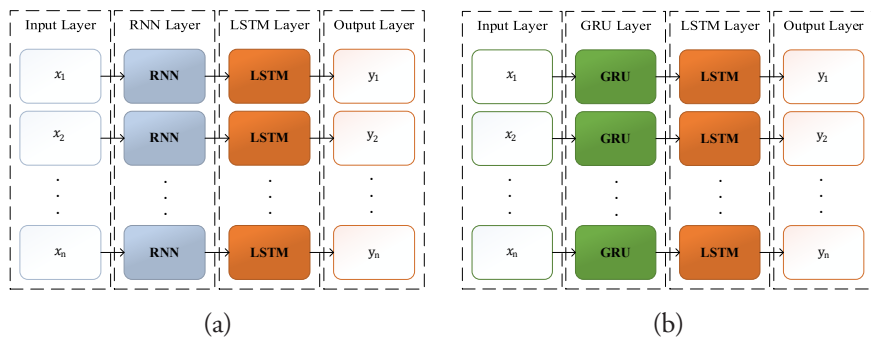 Input Layer RNN Layer LSTM Layer Output Layer
x1 RNN LSTM y1
x2 RNN LSTM y2
xn RNN LSTM yn
(a)
Input Layer GRU Layer LSTM Layer Output Layer
x1 GRU LSTM y1
x2 GRU LSTM y2
xn GRU LSTM yn
(b)